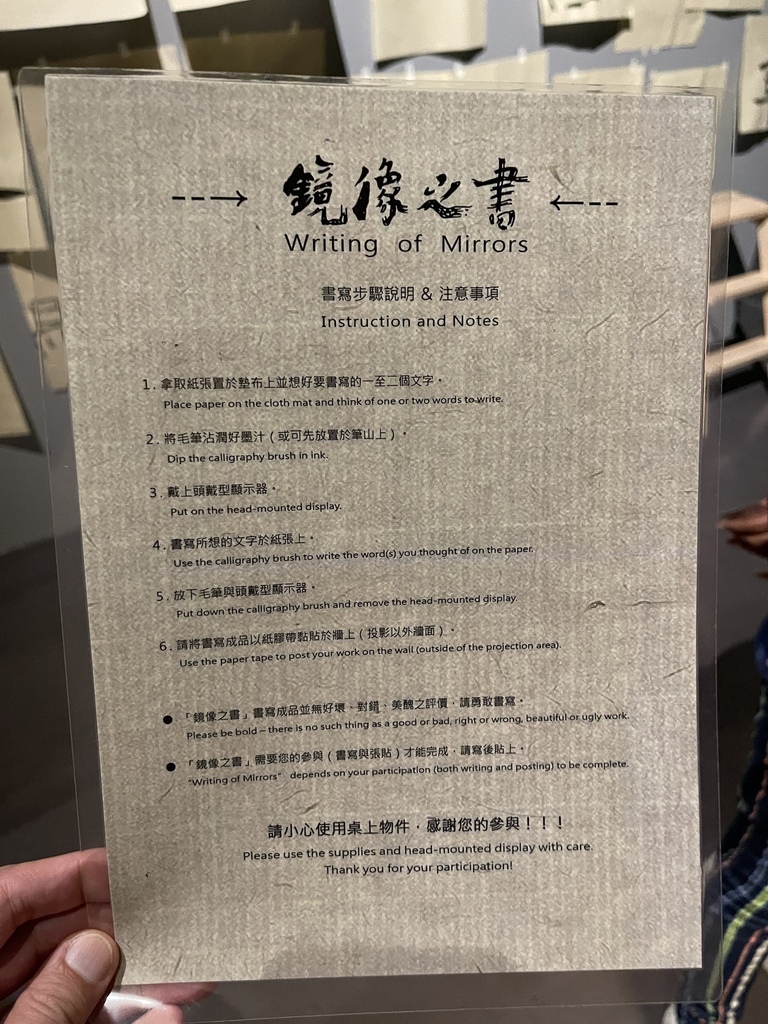 鏡像之書
Writing of Mirrors
書寫步驟說明 & 注意事項
Instruction and Notes
1. 拿取紙張置於墊布上並想好要書寫的一至二個文字。
Place paper on the cloth mat and think of one or two words to write.
2. 將毛筆沾潤好墨汁（或可先放置於筆山上）。
Dip the calligraphy brush in ink.
3. 戴上頭戴型顯示器。
Put on the head-mounted display.
4. 書寫所想的文字於紙張上。
Use the calligraphy brush to write the word(s) you thought of on the paper.
5. 放下毛筆與頭戴型顯示器。
Put down the calligraphy brush and remove the head-mounted display.
6. 請將書寫成品以紙膠帶黏貼於牆上（投影以外牆面）。
Use the paper tape to post your work on the wall (outside of the projection area).
● 「鏡像之書」書寫成品並無好壞、對錯、美醜之評價，請勇敢書寫。
Please be bold – there is no such thing as a good or bad, right or wrong, beautiful or ugly work.
● 「鏡像之書」需要您的參與（書寫與張貼）才能完成，請寫後貼上。
"Writing of Mirrors" depends on your participation (both writing and posting) to be complete.
請小心使用桌上物件，感謝您的參與！！！
Please use the supplies and head-mounted display with care.
Thank you for your participation!